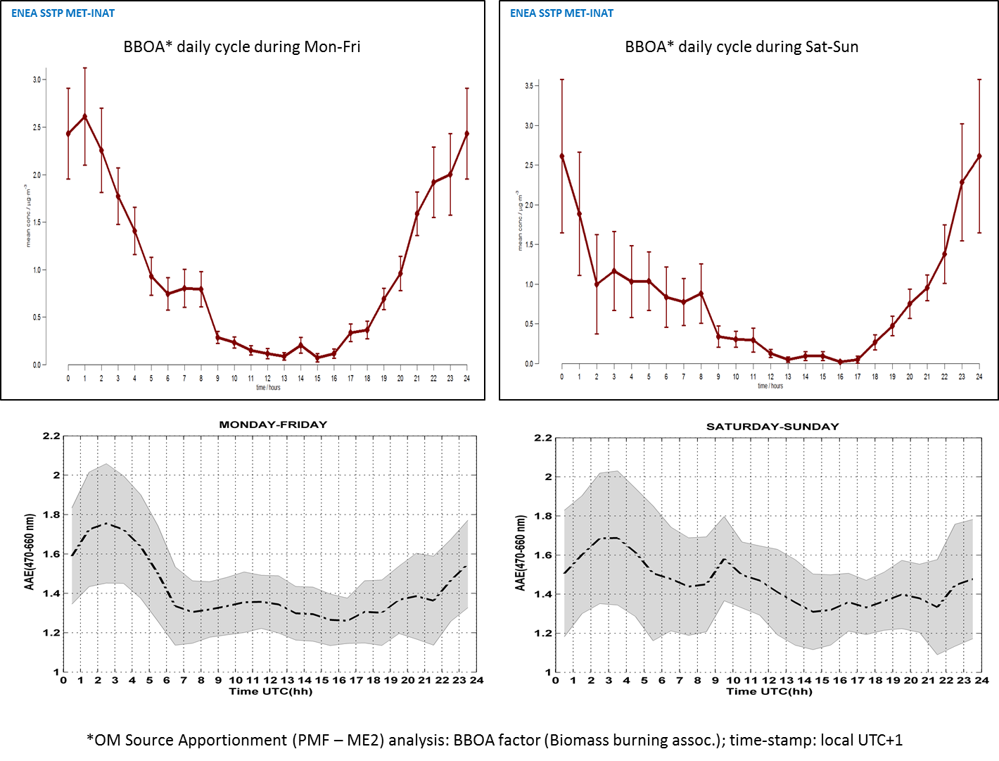 ENEA SSTP MET-INAT
BBOA* daily cycle during Mon-Fri
3.0
2.5
2.0
1.5
1.0
0.5
0.0
mean conc / µg m⁻³
0 1 2 3 4 5 6 7 8 9 10 11 12 13 14 15 16 17 18 19 20 21 22 23 24
time / hours
ENEA SSTP MET-INAT
BBOA* daily cycle during Sat-Sun
3.5
3.0
2.5
2.0
1.5
1.0
0.5
0.0
mean conc / µg m⁻³
0 1 2 3 4 5 6 7 8 9 10 11 12 13 14 15 16 17 18 19 20 21 22 23 24
time / hours
MONDAY-FRIDAY
2.2
2
1.8
1.6
1.4
1.2
1
AAE(470-660 nm)
0 1 2 3 4 5 6 7 8 9 10 11 12 13 14 15 16 17 18 19 20 21 22 23 24
Time UTC(hh)
SATURDAY-SUNDAY
2.2
2
1.8
1.6
1.4
1.2
1
AAE(470-660 nm)
0 1 2 3 4 5 6 7 8 9 10 11 12 13 14 15 16 17 18 19 20 21 22 23 24
Time UTC(hh)
*OM Source Apportionment (PMF – ME2) analysis: BBOA factor (Biomass burning assoc.); time-stamp: local UTC+1